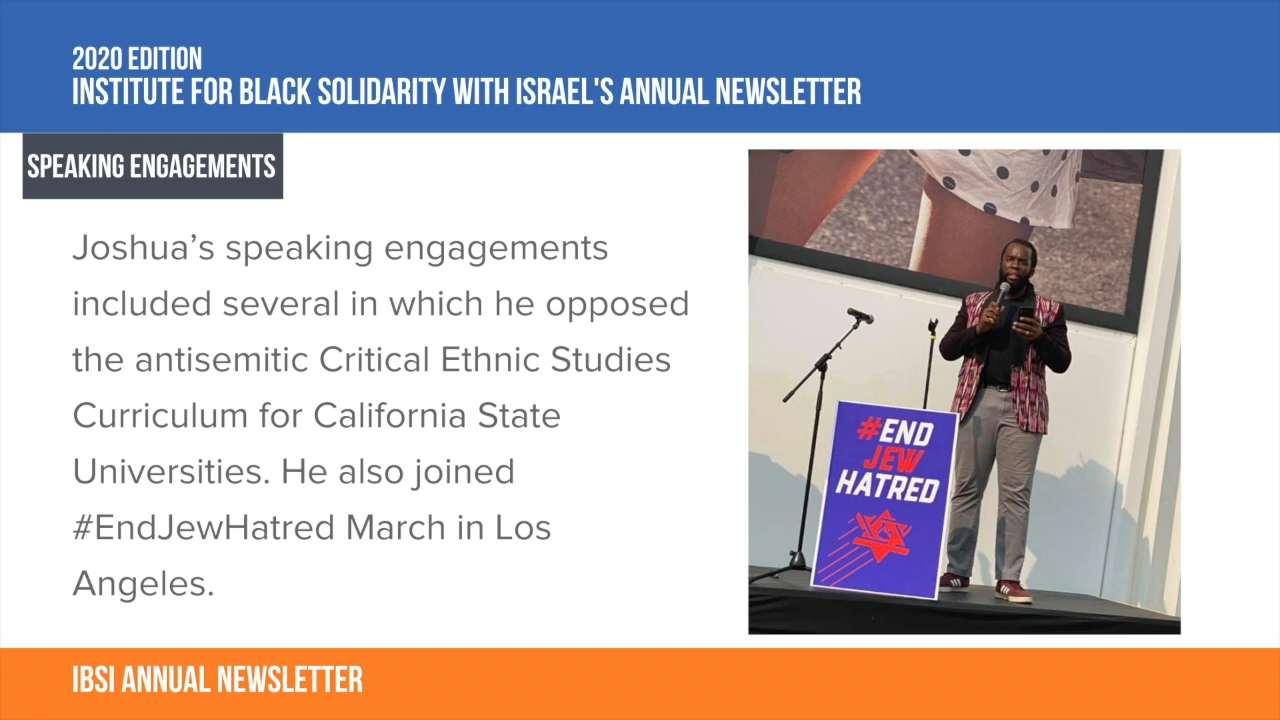 2020 EDITION
INSTITUTE FOR BLACK SOLIDARITY WITH ISRAEL'S ANNUAL NEWSLETTER
SPEAKING ENGAGEMENTS
Joshua’s speaking engagements
included several in which he opposed
the antisemitic Critical Ethnic Studies
Curriculum for California State
Universities. He also joined
#EndJewHatred March in Los
Angeles.
#END
JEW
HATRED
IBSI ANNUAL NEWSLETTER